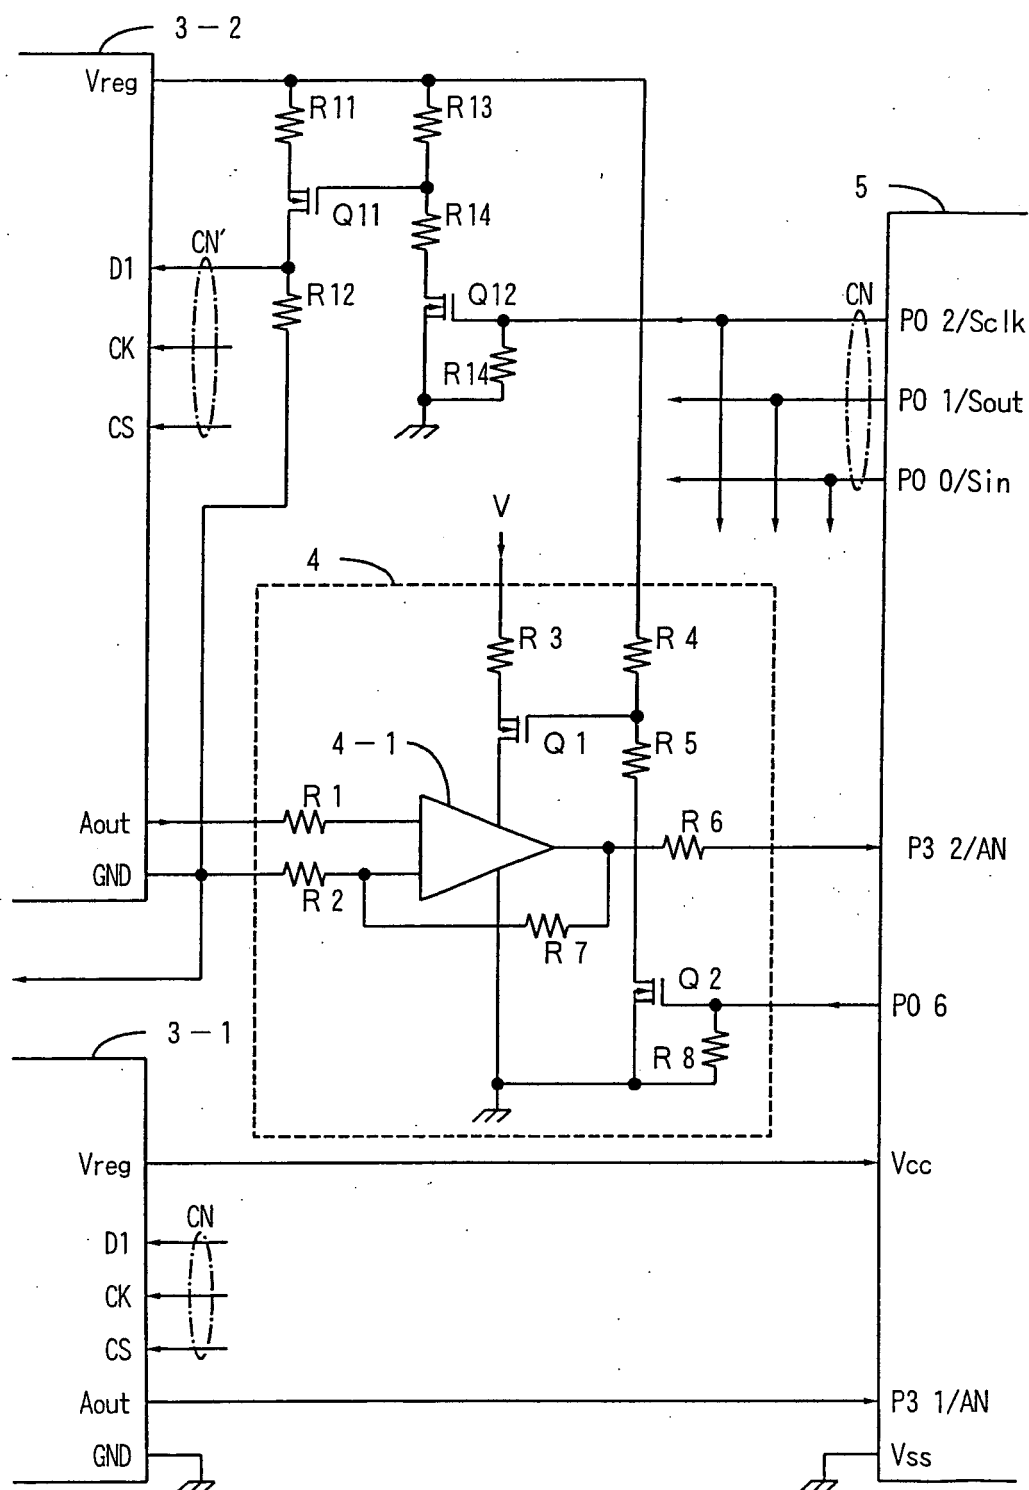 3-2
Vreg
R11
R13
5
Q11
R14
CN'
D1
R12
Q12
CN
P0 2/Sclk
CK
R14
CS
P0 1/Sout
P0 0/Sin
V
4
R 3
R 4
4-1
Q 1
R 5
R 1
R 6
Aout
P3 2/AN
GND
R 2
R 7
Q 2
P0 6
3-1
R 8
Vreg
Vcc
CN
D1
CK
CS
Aout
P3 1/AN
GND
Vss